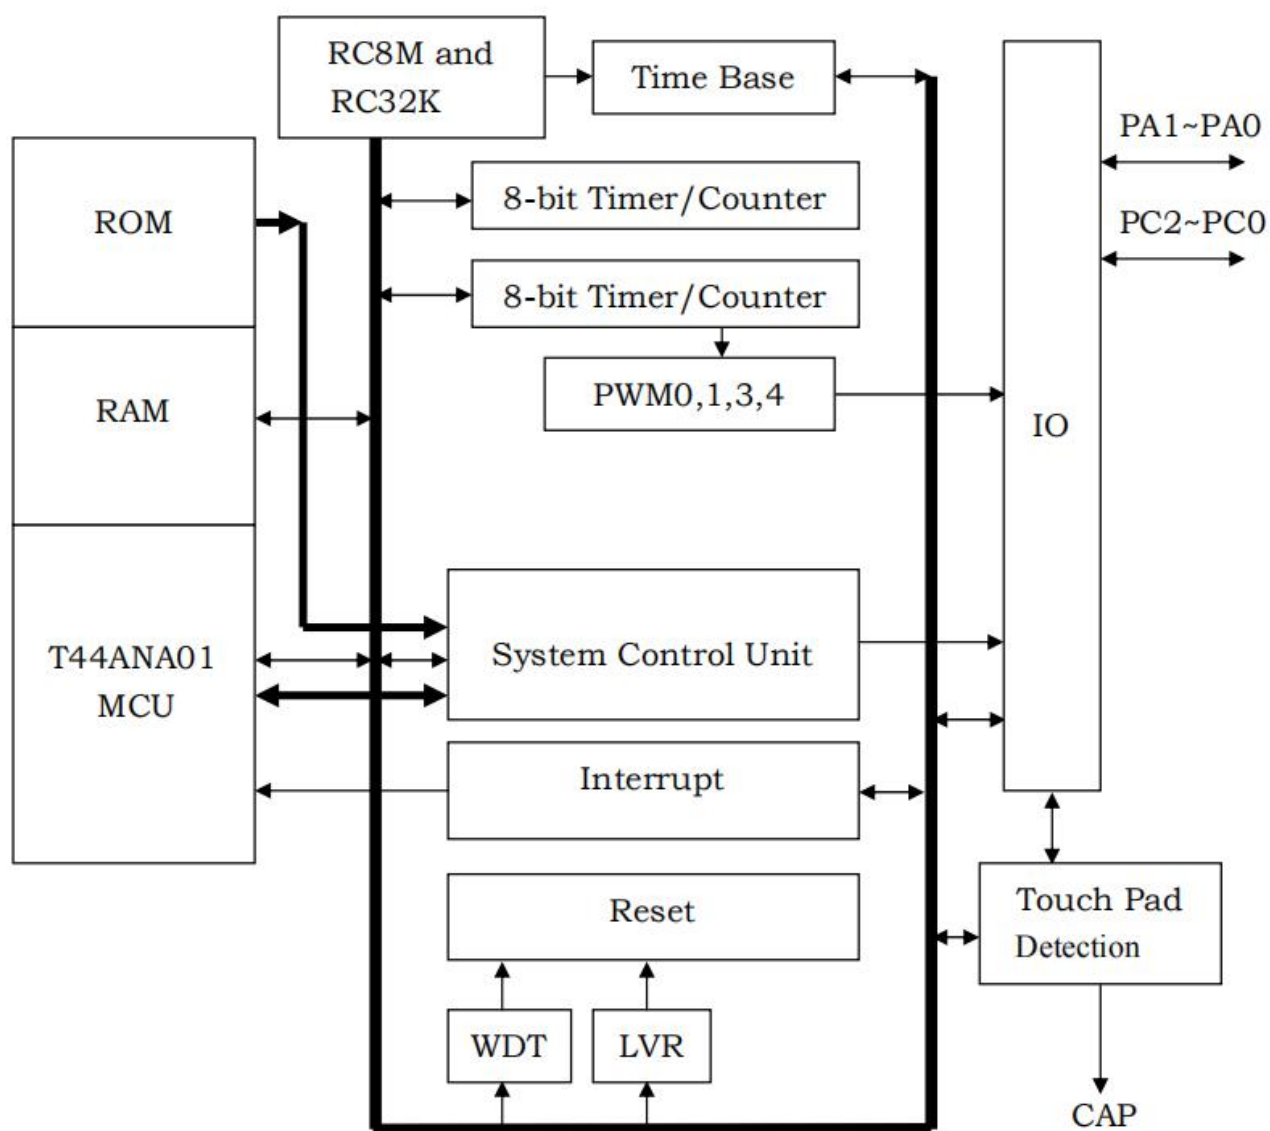 RC8M and
RC32K
Time Base
PA1~PA0
ROM
8-bit Timer/Counter
PC2~PC0
8-bit Timer/Counter
RAM
PWM0,1,3,4
IO
T44ANA01
MCU
System Control Unit
Interrupt
Reset
Touch Pad
Detection
WDT
LVR
CAP